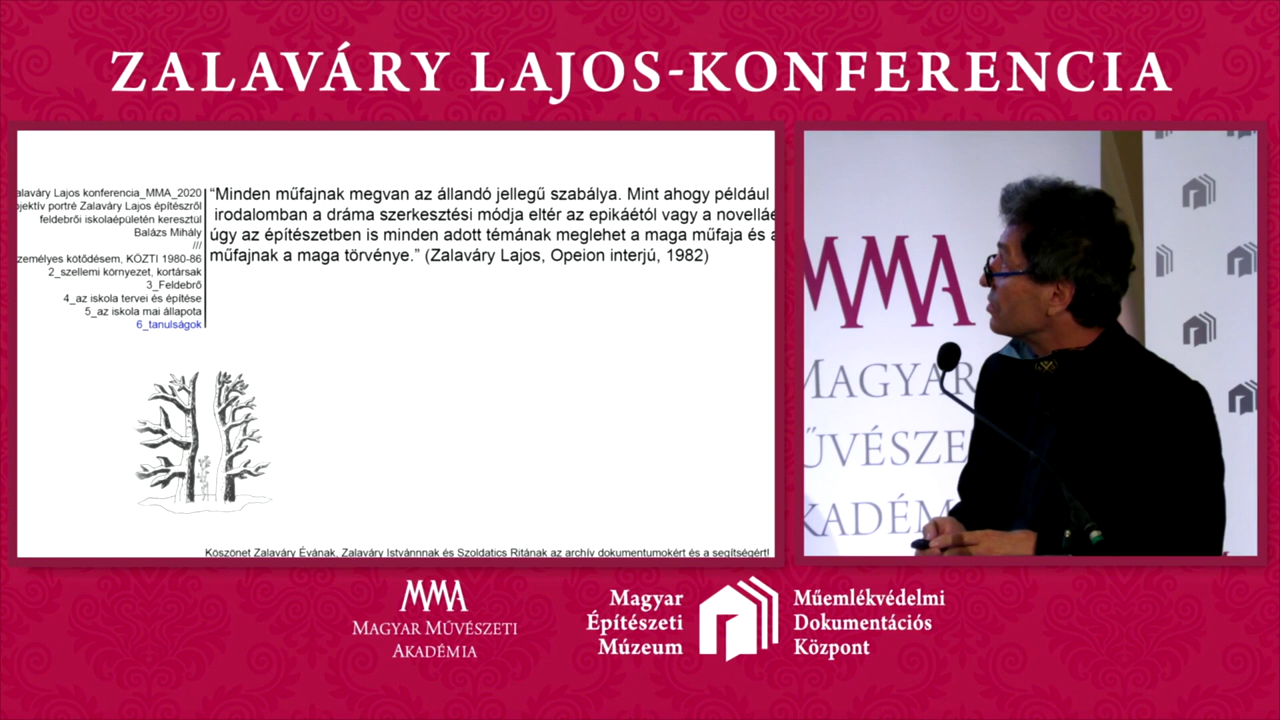 ZALAVÁRY LAJOS-KONFERENCIA
alaváry Lajos konferencia_MMA_2020
jektív portré Zalaváry Lajos építészről
feldebrői iskolaépületén keresztül
Balázs Mihály
///
zemélyes kötődésem, KÖZTI 1980-86
2_szellemi környezet, kortársak
3_Feldebrő
4_az iskola tervei és építése
5_az iskola mai állapota
6_tanulságok
“Minden műfajnak megvan az állandó jellegű szabálya. Mint ahogy például
irodalomban a dráma szerkesztési módja eltér az epikáétól vagy a novellá
úgy az építészetben is minden adott témának meglehet a maga műfaja és a
műfajnak a maga törvénye.” (Zalaváry Lajos, Opeion interjú, 1982)
Köszönet Zalaváry Évának, Zalaváry Istvánnnak és Szoldatics Ritának az archív dokumentumokért és a segítségért!
MMA
MAGYAR
ŰVÉSZE
KADÉM
MMA
MAGYAR MŰVÉSZETI
AKADÉMIA
Magyar
Építészeti
Múzeum
Műemlékvédelmi
Dokumentációs
Központ